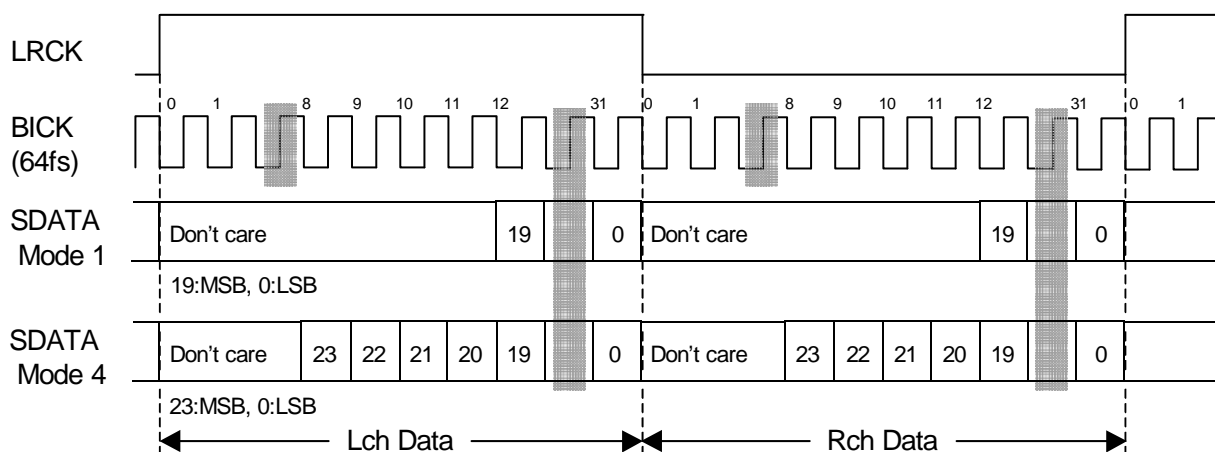 LRCK
0 1 8 9 10 11 12 31 0 1 8 9 10 11 12 31 0 1
BICK
(64fs)
SDATA
Mode 1
Don't care 19 0 Don't care 19 0
19:MSB, 0:LSB
SDATA
Mode 4
Don't care 23 22 21 20 19 0 Don't care 23 22 21 20 19 0
23:MSB, 0:LSB
Lch Data Rch Data